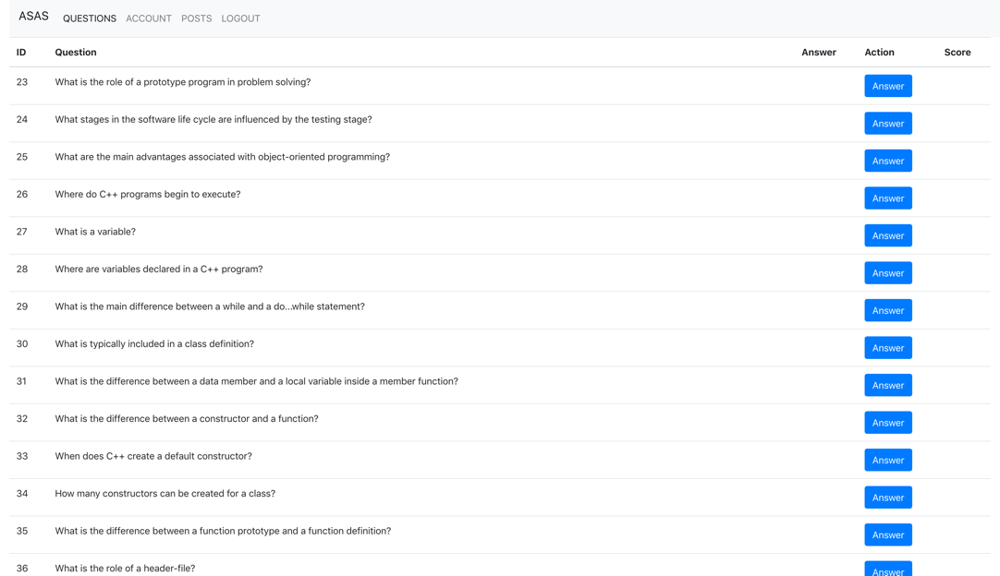 ASAS QUESTIONS ACCOUNT POSTS LOGOUT
ID Question Answer Action Score
23 What is the role of a prototype program in problem solving? Answer
24 What stages in the software life cycle are influenced by the testing stage? Answer
25 What are the main advantages associated with object-oriented programming? Answer
26 Where do C++ programs begin to execute? Answer
27 What is a variable? Answer
28 Where are variables declared in a C++ program? Answer
29 What is the main difference between a while and a do...while statement? Answer
30 What is typically included in a class definition? Answer
31 What is the difference between a data member and a local variable inside a member function? Answer
32 What is the difference between a constructor and a function? Answer
33 When does C++ create a default constructor? Answer
34 How many constructors can be created for a class? Answer
35 What is the difference between a function prototype and a function definition? Answer
36 What is the role of a header-file? Answer